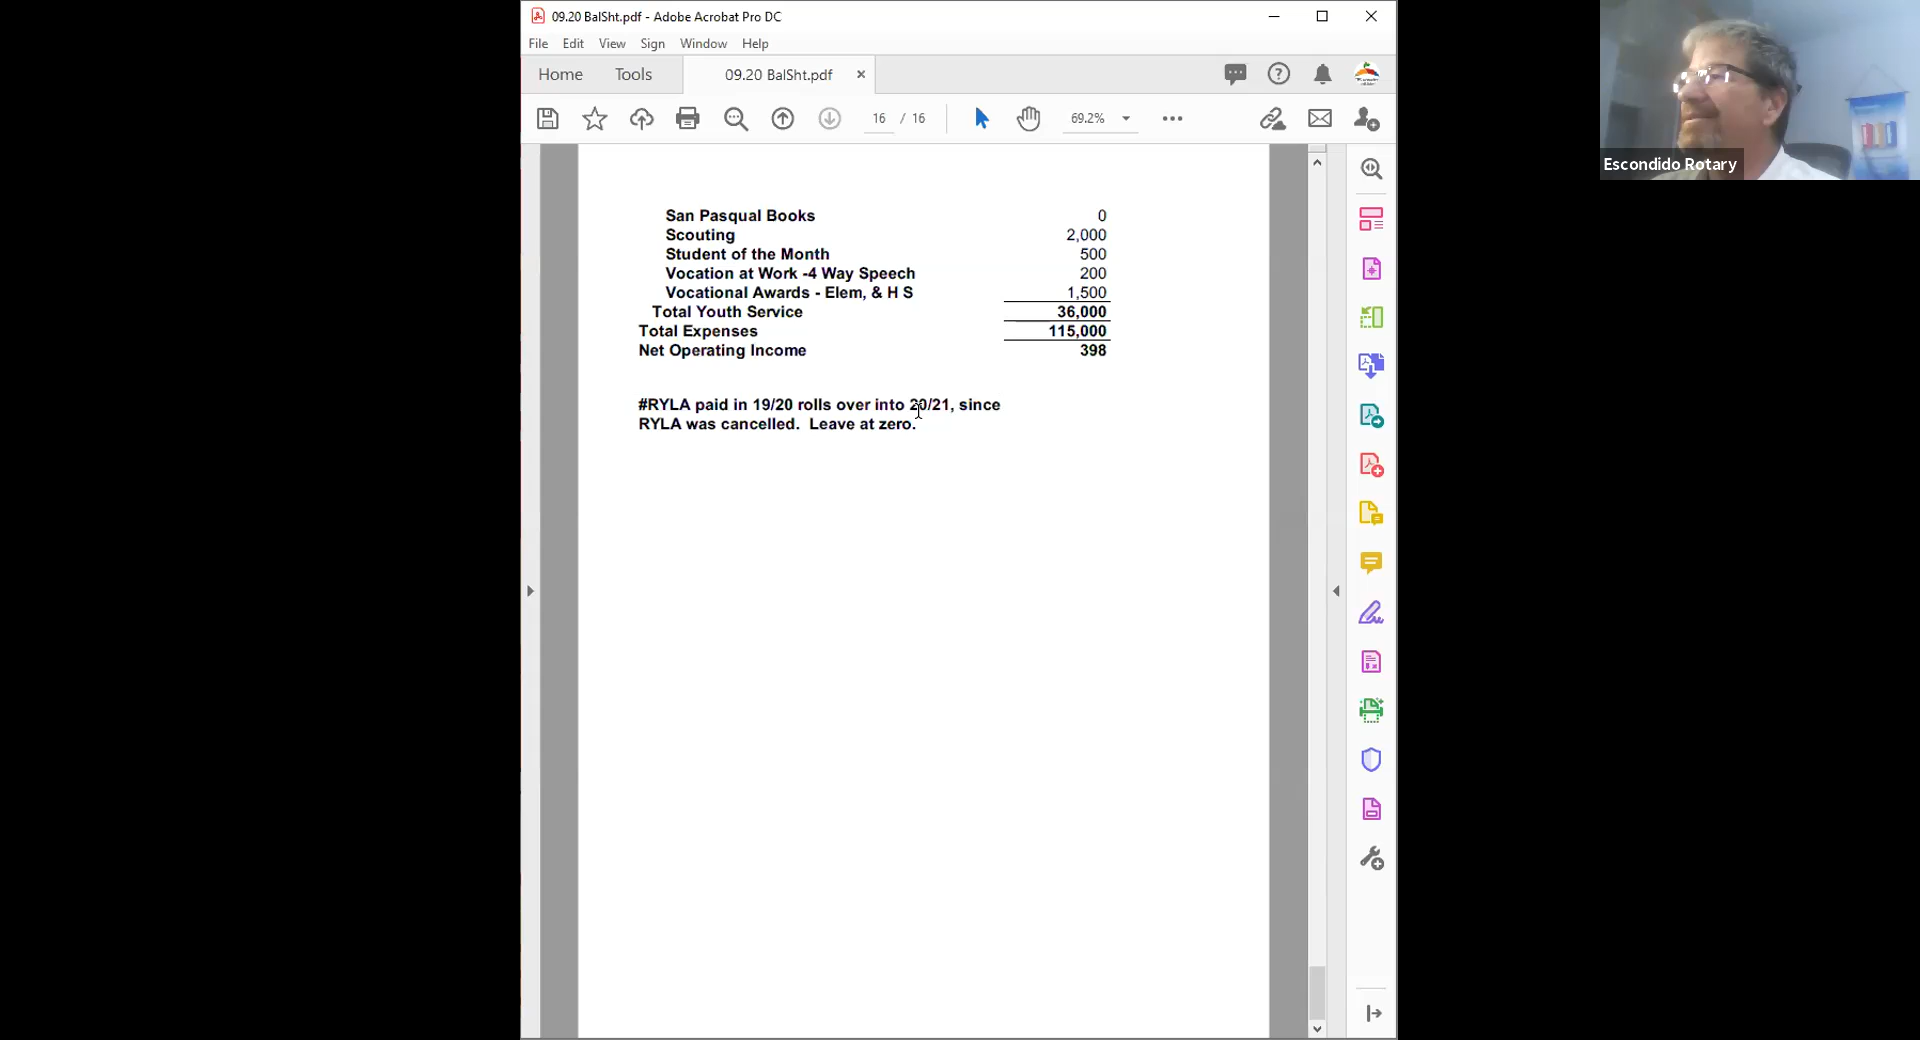 09.20 BalSht.pdf - Adobe Acrobat Pro DC
File Edit View Sign Window Help
Home Tools 09.20 BalSht.pdf
16 / 16 69.2%
San Pasqual Books 0
Scouting 2,000
Student of the Month 500
Vocation at Work -4 Way Speech 200
Vocational Awards - Elem, & H S 1,500
Total Youth Service 36,000
Total Expenses 115,000
Net Operating Income 398
#RYLA paid in 19/20 rolls over into 20/21, since
RYLA was cancelled. Leave at zero.
Escondido Rotary